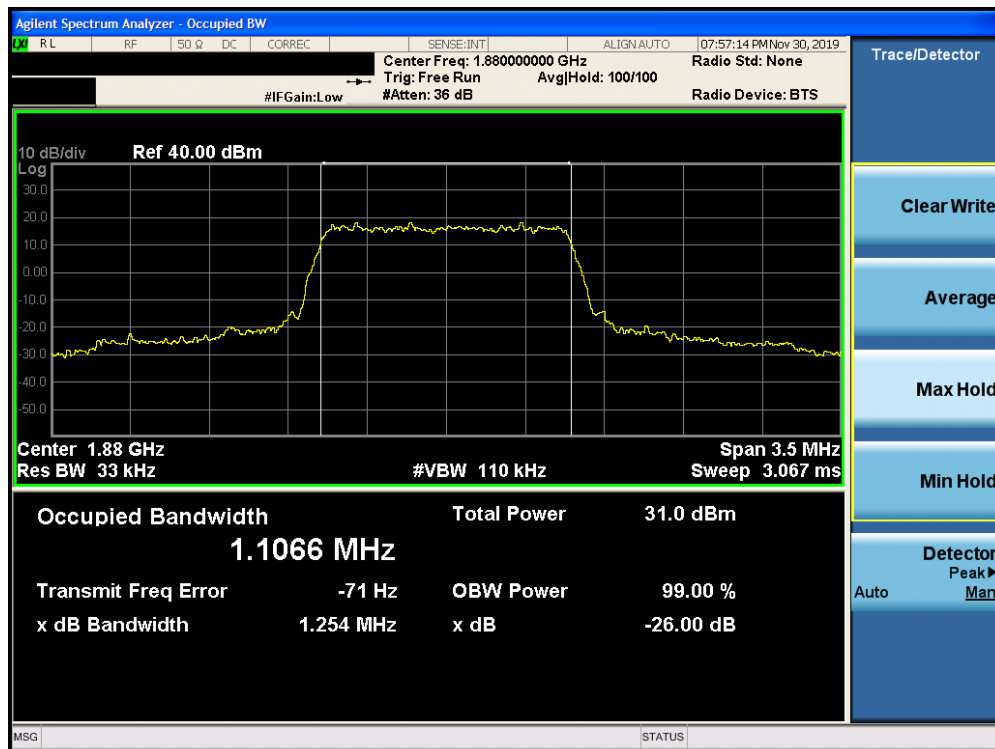 Agilent Spectrum Analyzer - Occupied BW
LXI RL RF 50 Ω DC CORREC SENSE:INT ALIGN AUTO 07:57:14 PM Nov 30, 2019
Center Freq: 1.880000000 GHz Radio Std: None
Trig: Free Run Avg|Hold: 100/100
#IFGain:Low #Atten: 36 dB Radio Device: BTS
10 dB/div Ref 40.00 dBm
Log
30.0
20.0
10.0
0.00
-10.0
-20.0
-30.0
-40.0
-50.0
Center 1.88 GHz Span 3.5 MHz
Res BW 33 kHz #VBW 110 kHz Sweep 3.067 ms
Occupied Bandwidth Total Power 31.0 dBm
1.1066 MHz
Transmit Freq Error -71 Hz OBW Power 99.00 %
x dB Bandwidth 1.254 MHz x dB -26.00 dB
MSG STATUS
Trace/Detector
Clear Write
Average
Max Hold
Min Hold
Detector
Peak▶
Auto Man